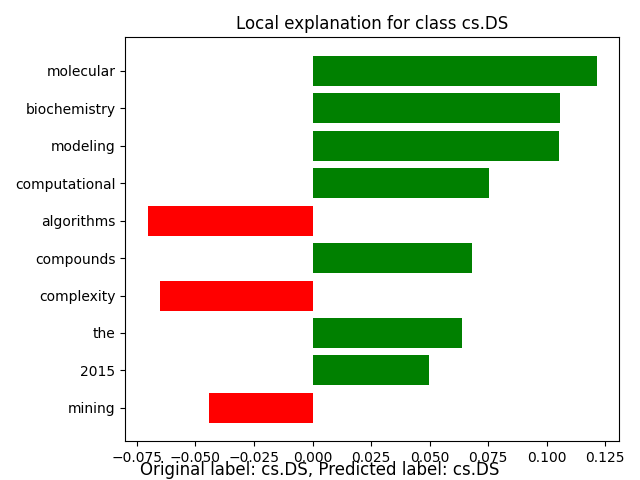 Local explanation for class cs.DS
molecular
biochemistry
modeling
computational
algorithms
compounds
complexity
the
2015
mining
−0.075 −0.050 −0.025 0.000 0.025 0.050 0.075 0.100 0.125
Original label: cs.DS, Predicted label: cs.DS